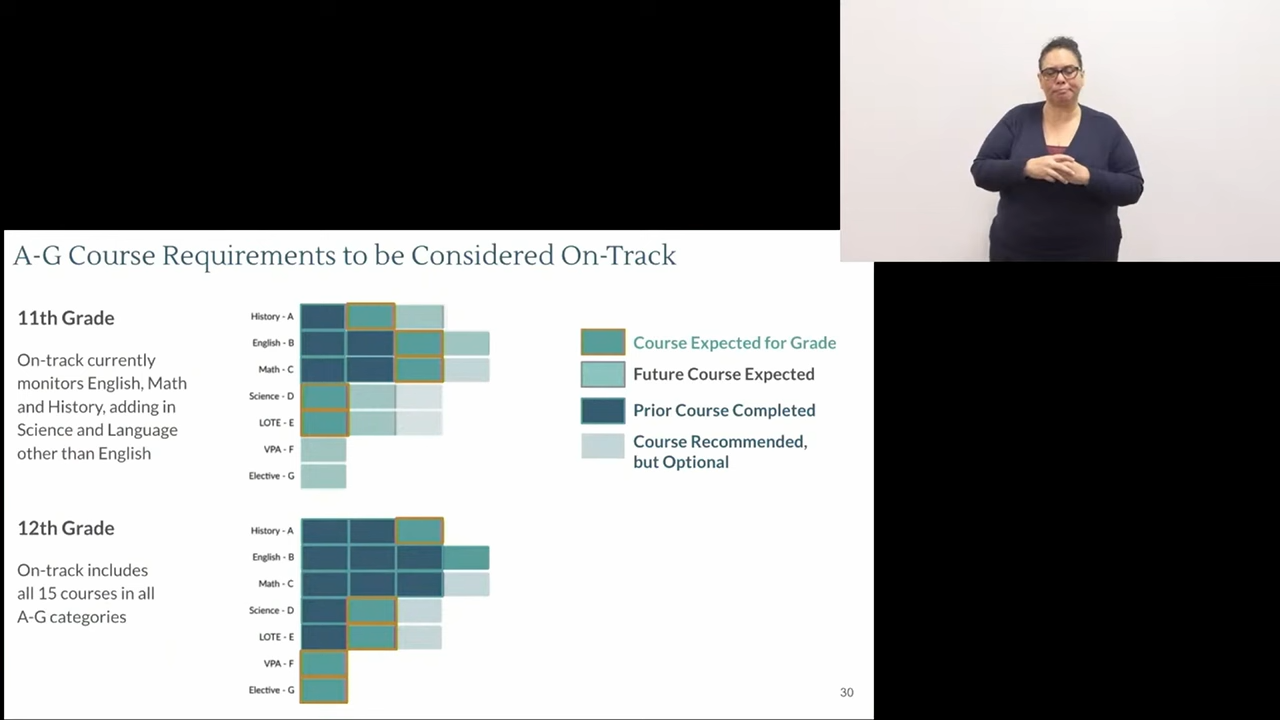 A-G Course Requirements to be Considered On-Track
11th Grade
On-track currently
monitors English, Math
and History, adding in
Science and Language
other than English
History - A
English - B
Math - C
Science - D
LOTE - E
VPA - F
Elective - G
Course Expected for Grade
Future Course Expected
Prior Course Completed
Course Recommended,
but Optional
12th Grade
On-track includes
all 15 courses in all
A-G categories
History - A
English - B
Math - C
Science - D
LOTE - E
VPA - F
Elective - G
30